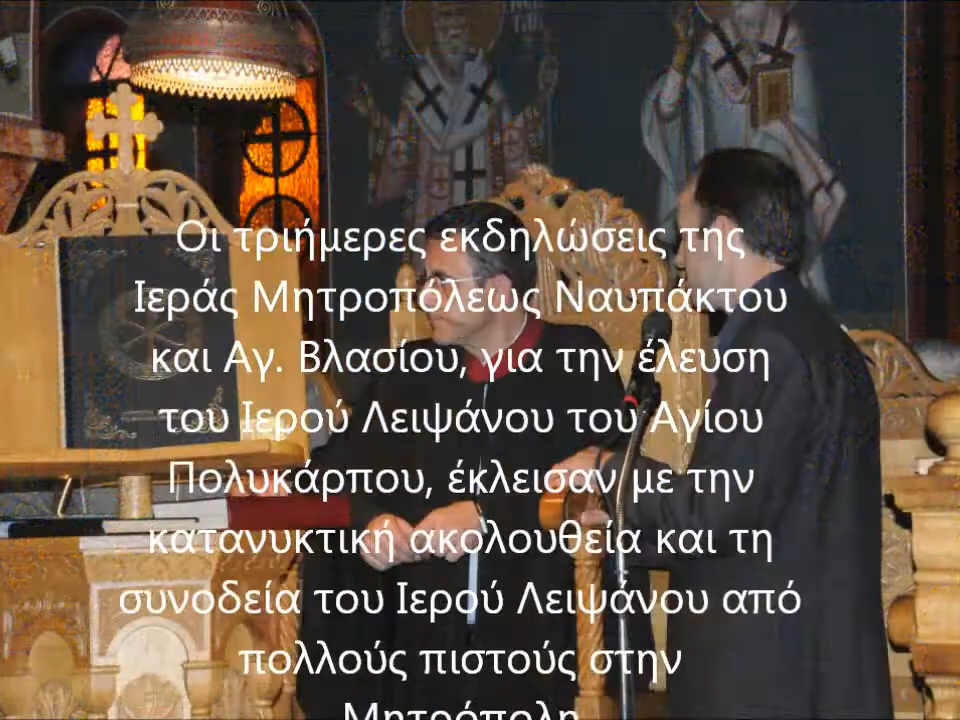 Οι τριήμερες εκδηλώσεις της
Ιεράς Μητροπόλεως Ναυπάκτου
και Αγ. Βλασίου, για την έλευση
του Ιερού Λειψάνου του Αγίου
Πολυκάρπου, έκλεισαν με την
κατανυκτική ακολουθεία και τη
συνοδεία του Ιερού Λειψάνου από
πολλούς πιστούς στην
Μητρόπολη